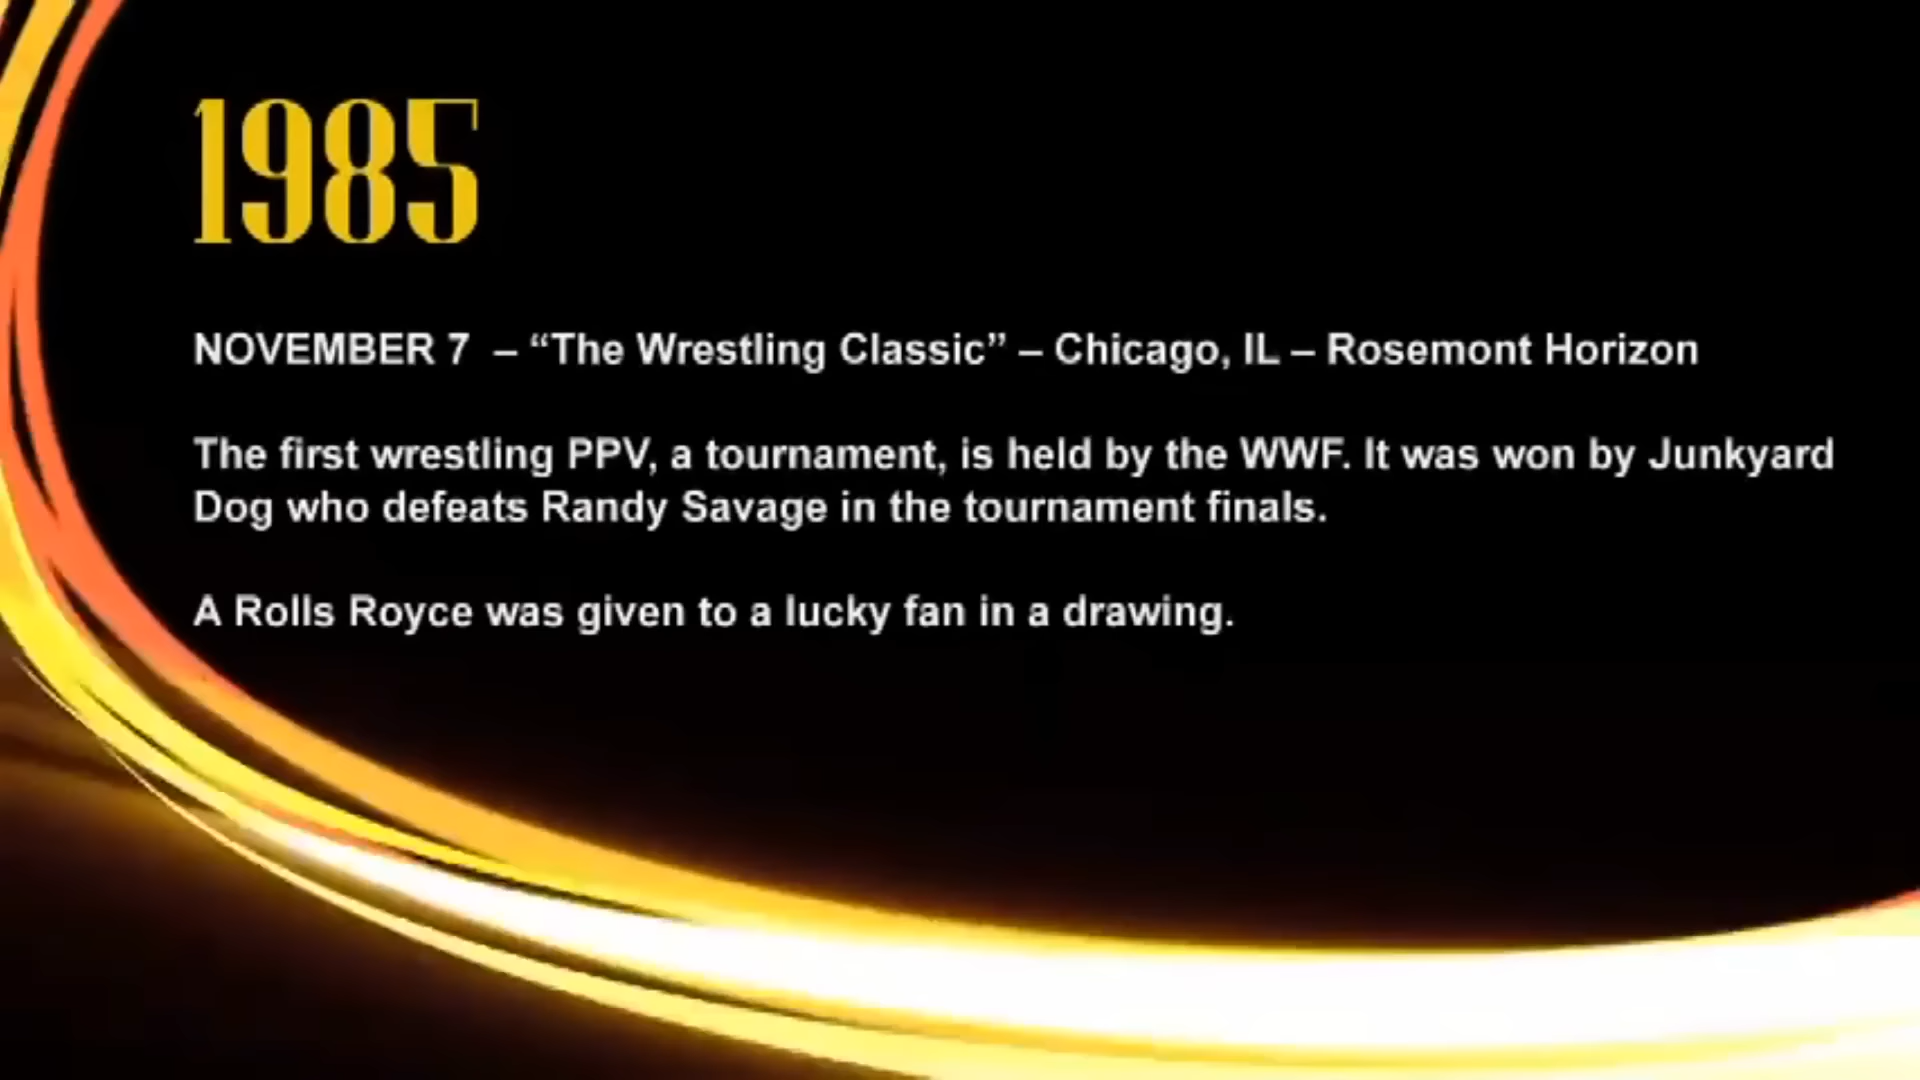 1985
NOVEMBER 7  – “The Wrestling Classic” – Chicago, IL – Rosemont Horizon
The first wrestling PPV, a tournament, is held by the WWF. It was won by Junkyard
Dog who defeats Randy Savage in the tournament finals.
A Rolls Royce was given to a lucky fan in a drawing.